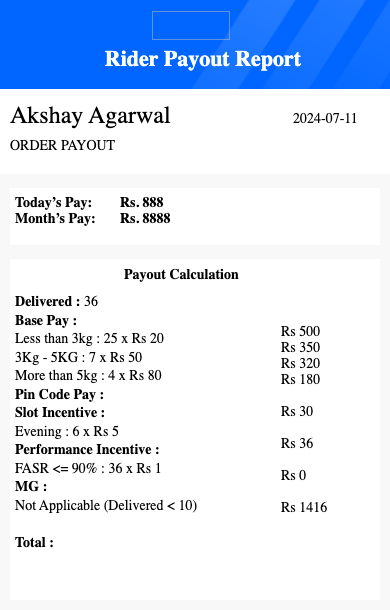 Rider Payout Report
Akshay Agarwal 2024-07-11
ORDER PAYOUT
Today's Pay: Rs. 888
Month's Pay: Rs. 8888
Payout Calculation
Delivered : 36
Base Pay :
Less than 3kg : 25 x Rs 20 Rs 500
3Kg - 5KG : 7 x Rs 50 Rs 350
More than 5kg : 4 x Rs 80 Rs 320
Pin Code Pay : Rs 180
Slot Incentive :
Evening : 6 x Rs 5 Rs 30
Performance Incentive :
FASR <= 90% : 36 x Rs 1 Rs 36
MG :
Not Applicable (Delivered < 10) Rs 0
Total : Rs 1416